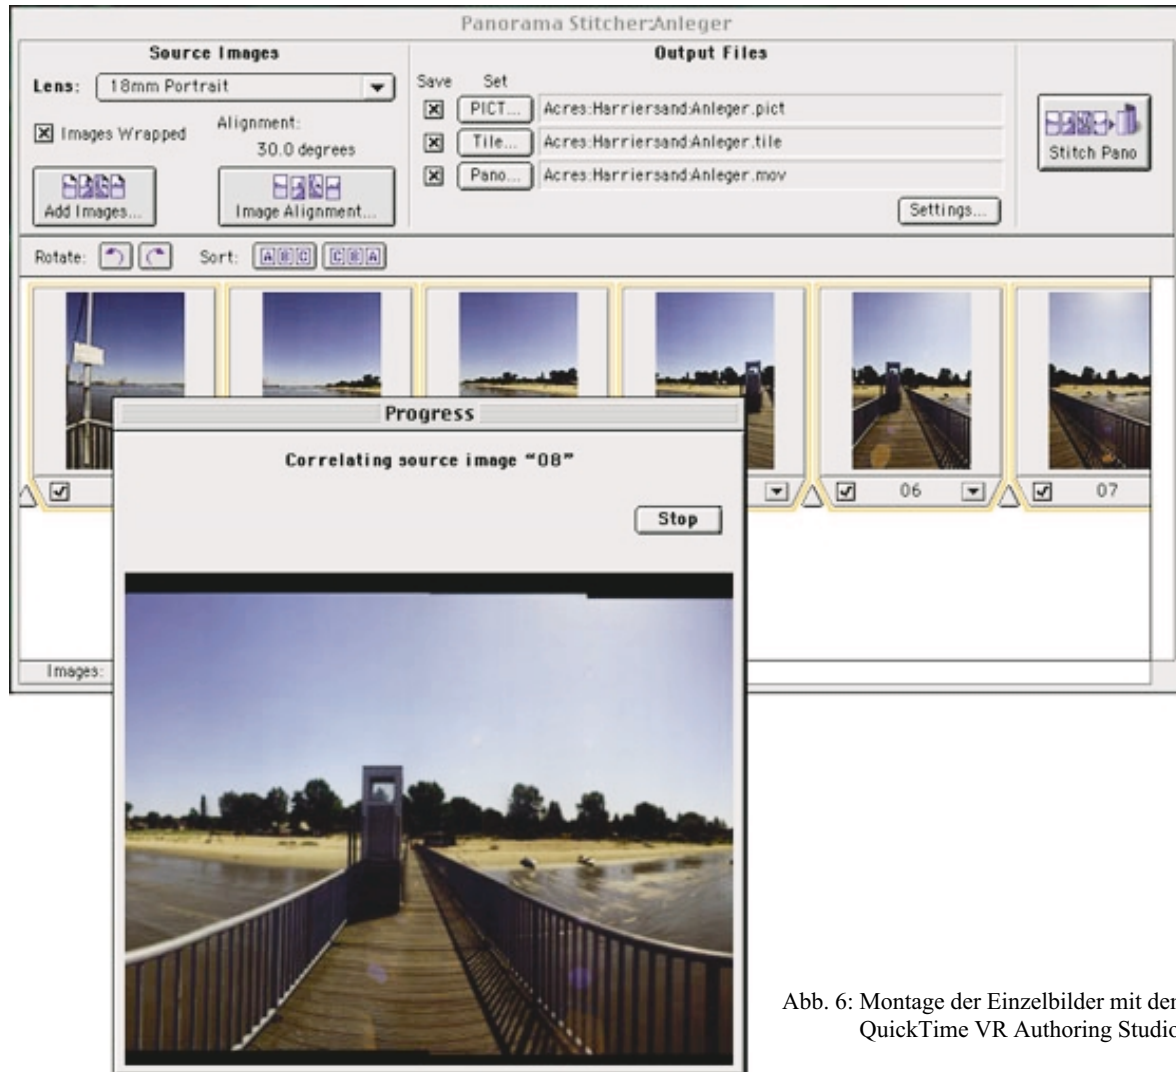 Panorama Stitcher:Anleger
Source Images
Lens: 18mm Portrait
Images Wrapped
Alignment:
30.0 degrees
Add Images...
Image Alignment...
Output Files
Save Set
PICT... Acres:Harriersand:Anleger.pict
Tile... Acres:Harriersand:Anleger.tile
Pano... Acres:Harriersand:Anleger.mov
Settings...
Stitch Pano
Rotate: Sort: ABC CBA
06 07
Progress
Correlating source image “08”
Stop
Images:
Abb. 6: Montage der Einzelbilder mit dem
QuickTime VR Authoring Studio